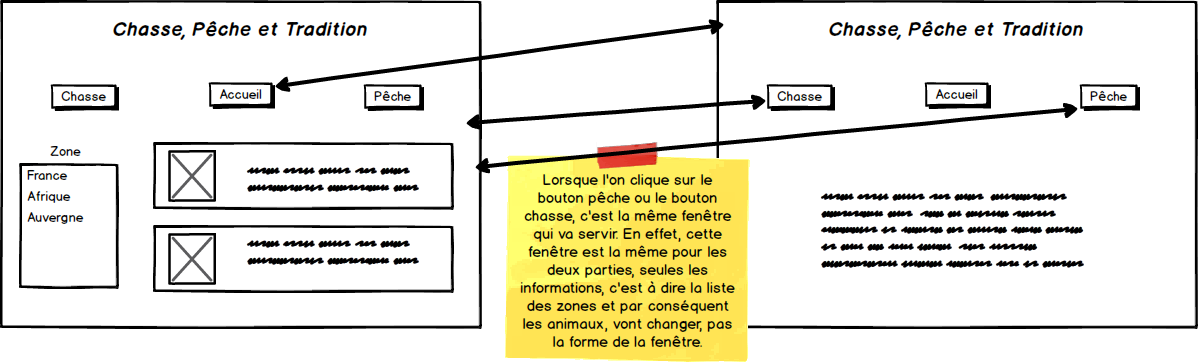 Chasse, Pêche et Tradition
Chasse
Accueil
Pêche
Zone
France
Afrique
Auvergne
Lorsque l'on clique sur le
bouton pêche ou le bouton
chasse, c'est la même fenêtre
qui va servir. En effet, cette
fenêtre est la même pour les
deux parties, seules les
informations, c'est à dire la liste
des zones et par conséquent
les animaux, vont changer, pas
la forme de la fenêtre.
Chasse, Pêche et Tradition
Chasse
Accueil
Pêche